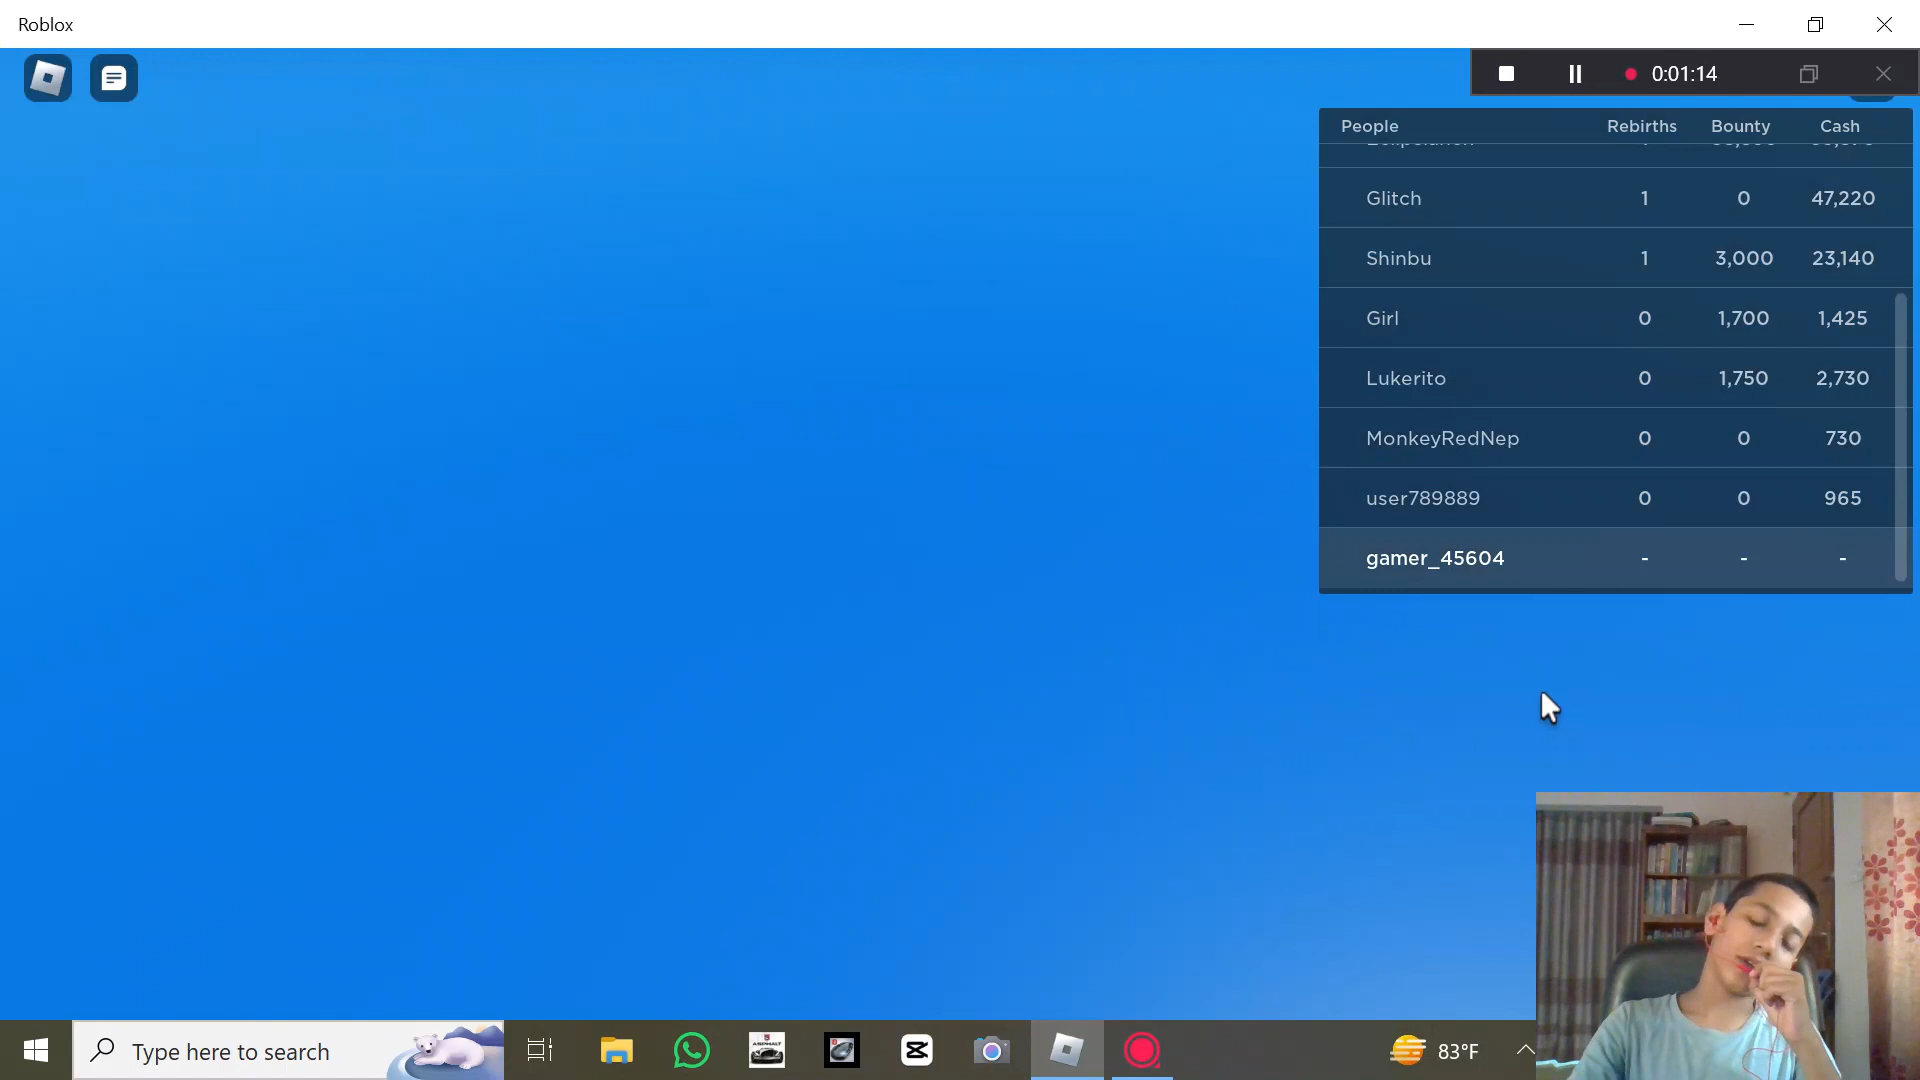 Roblox
0:01:14
People Rebirths Bounty Cash
Glitch 1 0 47,220
Shinbu 1 3,000 23,140
Girl 0 1,700 1,425
Lukerito 0 1,750 2,730
MonkeyRedNep 0 0 730
user789889 0 0 965
gamer_45604 - - -
Type here to search
ASPHALT
83°F